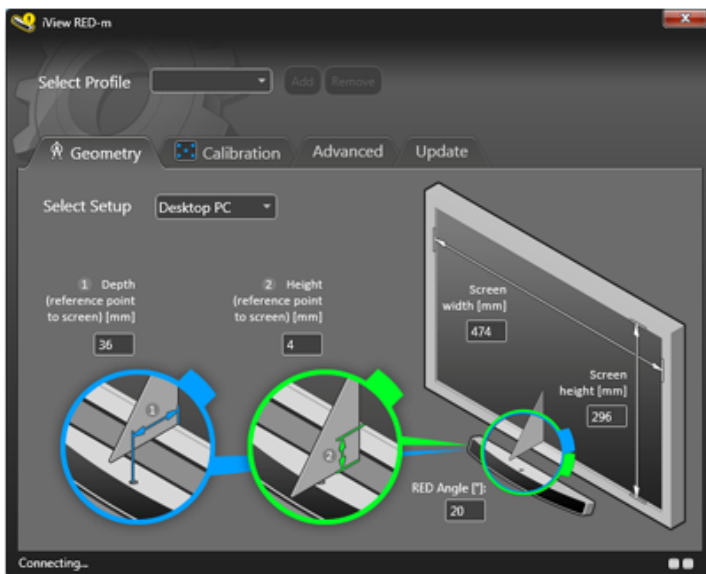 iView RED-m
Select Profile
Add Remove
Geometry Calibration Advanced Update
Select Setup Desktop PC
1 Depth
(reference point
to screen) [mm]
36
2 Height
(reference point
to screen) [mm]
4
Screen
width [mm]
474
Screen
height [mm]
296
1
2
RED Angle [°]:
20
Connecting...